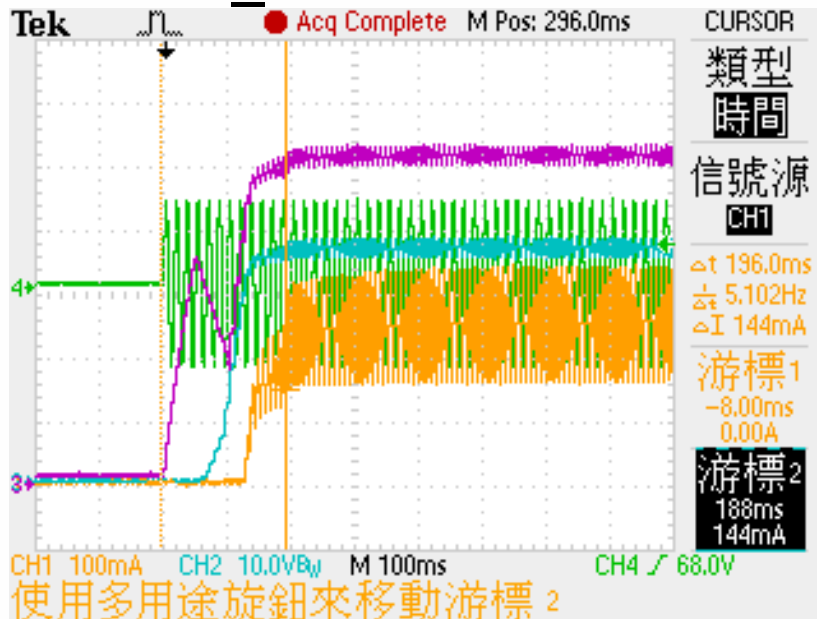 Tek Acq Complete M Pos: 296.0ms CURSOR
類型
時間
信號源
CH1
△t 196.0ms
1/△t 5.102Hz
△I 144mA
游標1
-8.00ms
0.00A
游標2
188ms
144mA
4
3
CH1 100mA CH2 10.0VBW M 100ms CH4 68.0V
使用多用途旋鈕來移動游標 2